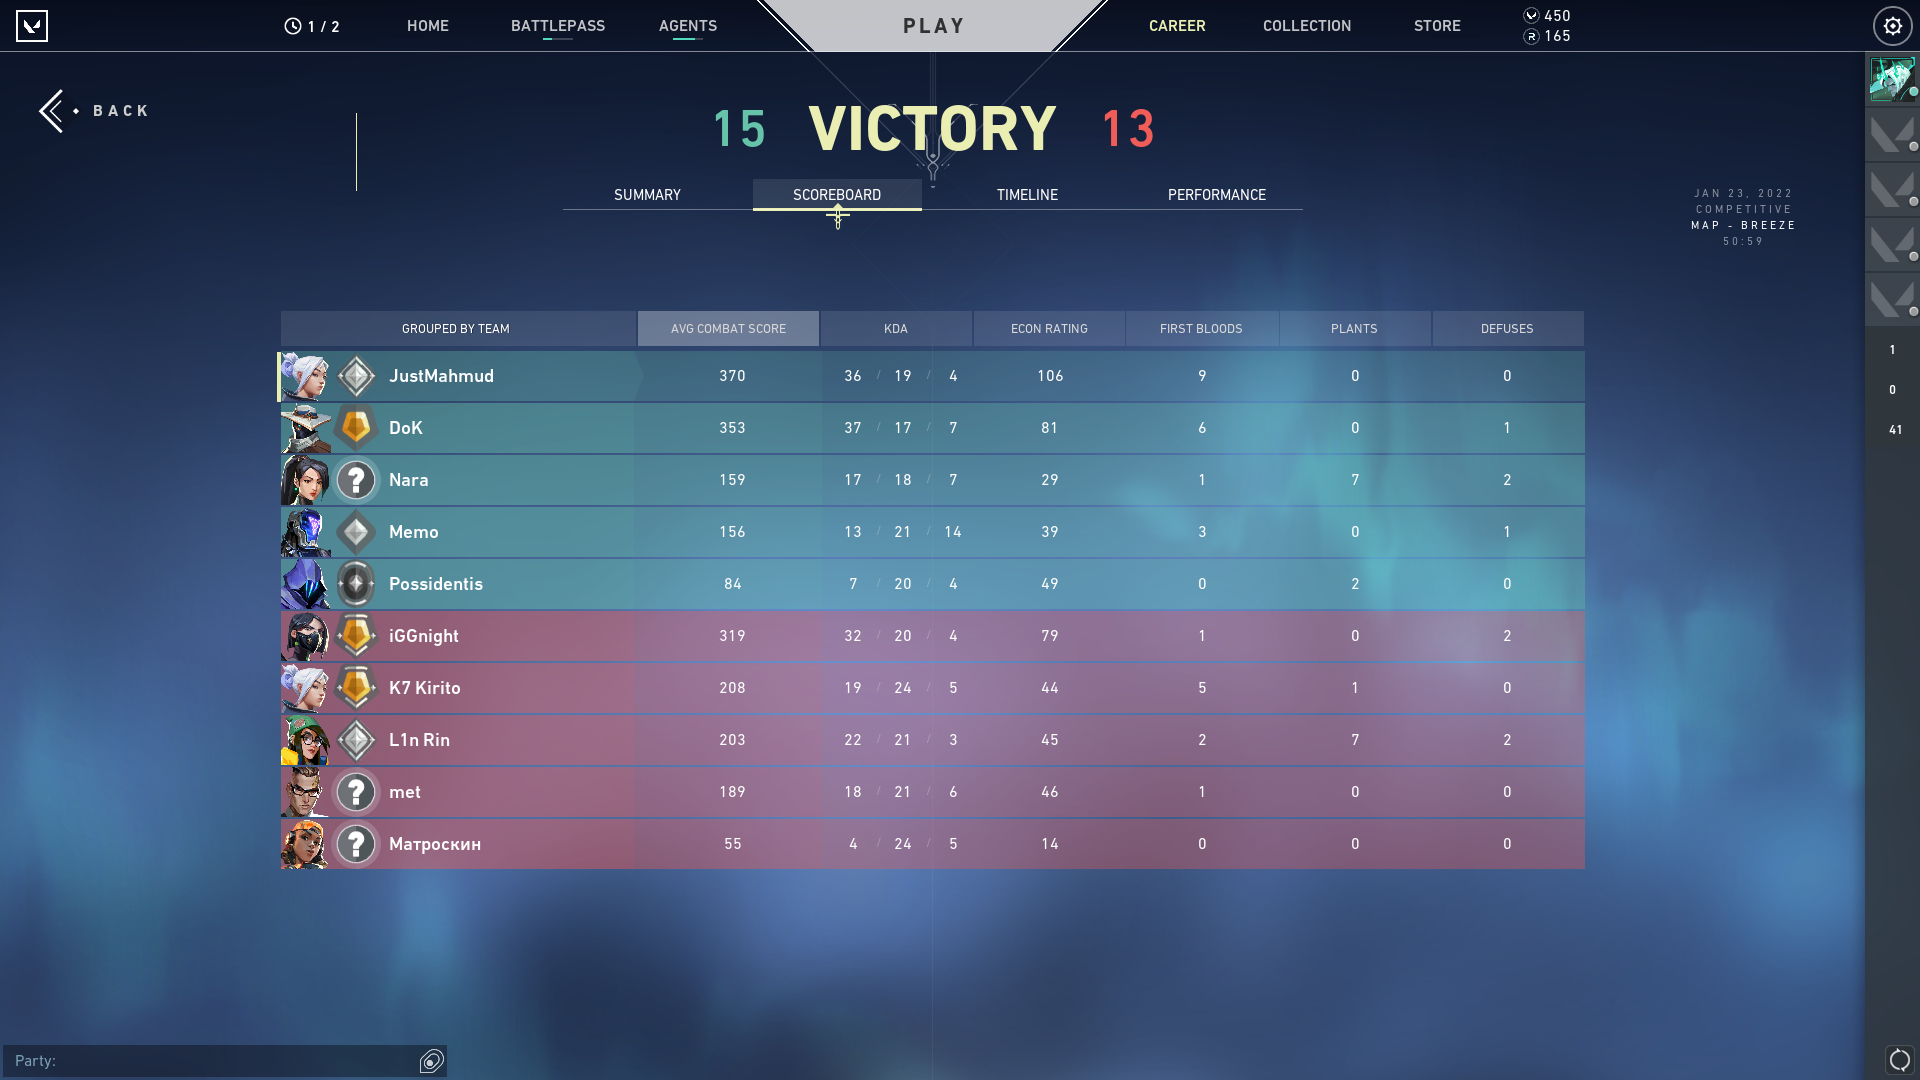 1 / 2 HOME BATTLEPASS AGENTS PLAY CAREER COLLECTION STORE 450
165
BACK
15 VICTORY 13
SUMMARY SCOREBOARD TIMELINE PERFORMANCE
JAN 23, 2022
COMPETITIVE
MAP - BREEZE
50:59
GROUPED BY TEAM AVG COMBAT SCORE KDA ECON RATING FIRST BLOODS PLANTS DEFUSES
JustMahmud 370 36 / 19 / 4 106 9 0 0
DoK 353 37 / 17 / 7 81 6 0 1
? Nara 159 17 / 18 / 7 29 1 7 2
Memo 156 13 / 21 / 14 39 3 0 1
Possidentis 84 7 / 20 / 4 49 0 2 0
iGGnight 319 32 / 20 / 4 79 1 0 2
K7 Kirito 208 19 / 24 / 5 44 5 1 0
L1n Rin 203 22 / 21 / 3 45 2 7 2
? met 189 18 / 21 / 6 46 1 0 0
? Матроскин 55 4 / 24 / 5 14 0 0 0
1
0
41
Party: